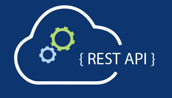 { REST API }